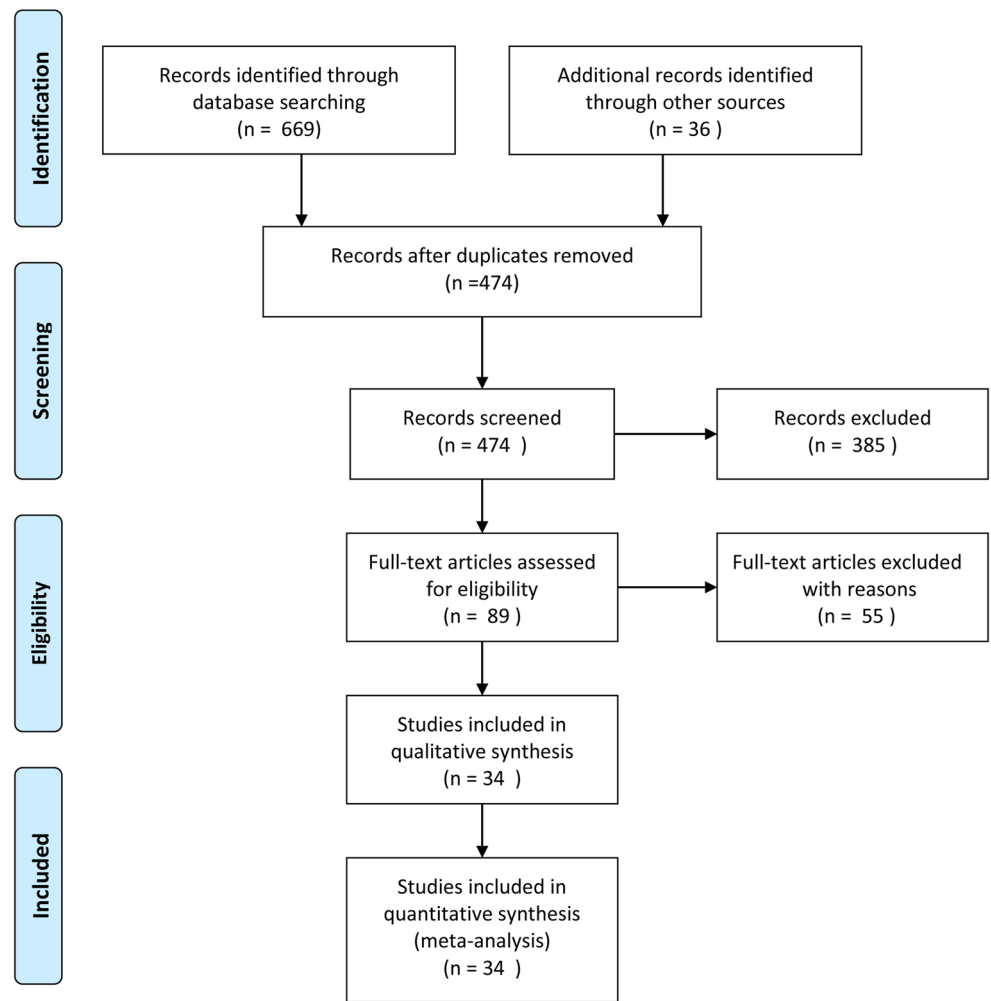 Identification
Records identified through
database searching
(n =  669)
Additional records identified
through other sources
(n = 36  )
Records after duplicates removed
(n =474)
Screening
Records screened
(n = 474  )
Records excluded
(n =  385 )
Eligibility
Full-text articles assessed
for eligibility
(n =  89 )
Full-text articles excluded
with reasons
(n =  55 )
Studies included in
qualitative synthesis
(n = 34  )
Included
Studies included in
quantitative synthesis
(meta-analysis)
(n = 34  )